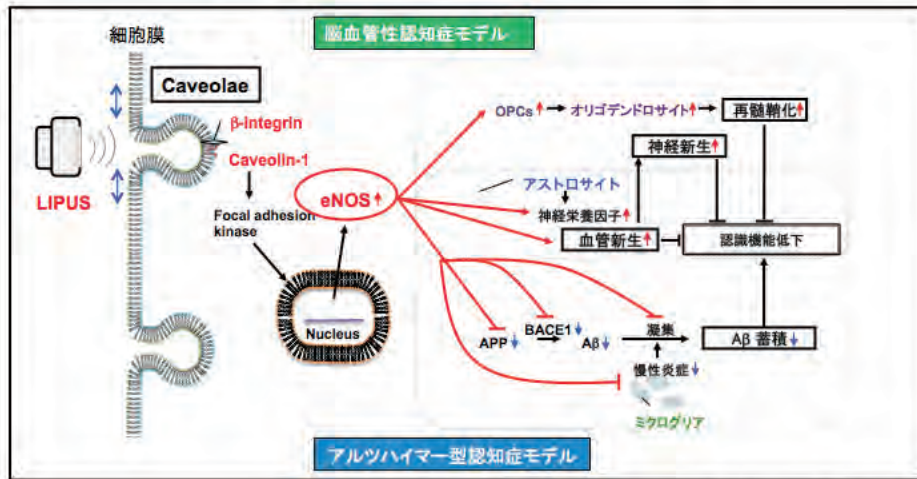 脳血管性認知症モデル
細胞膜
Caveolae
β-integrin
Caveolin-1
LIPUS
Focal adhesion
kinase
Nucleus
eNOS↑
OPCs↑
オリゴデンドロサイト↑
再髄鞘化↑
神経新生↑
アストロサイト
神経栄養因子↑
血管新生↑
認識機能低下
APP↓
BACE1↓
Aβ↓
凝集
Aβ 蓄積↓
慢性炎症↓
ミクログリア
アルツハイマー型認知症モデル